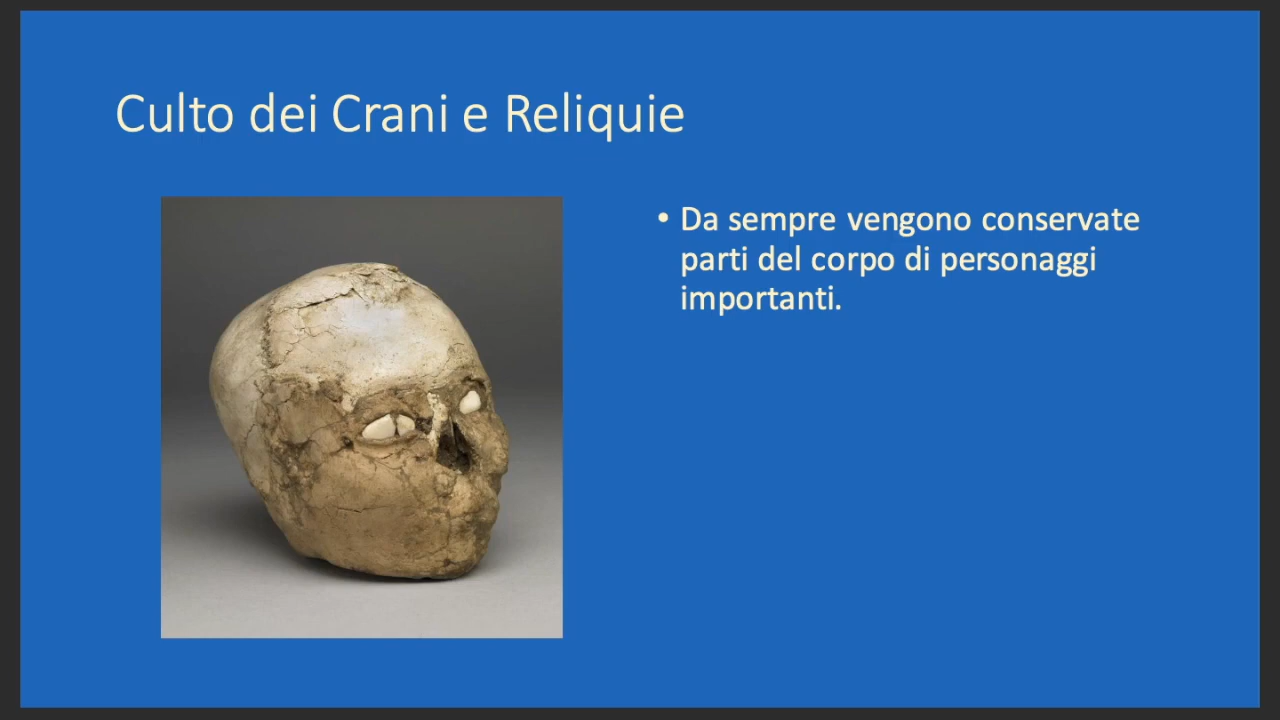 Culto dei Crani e Reliquie
• Da sempre vengono conservate
parti del corpo di personaggi
importanti.